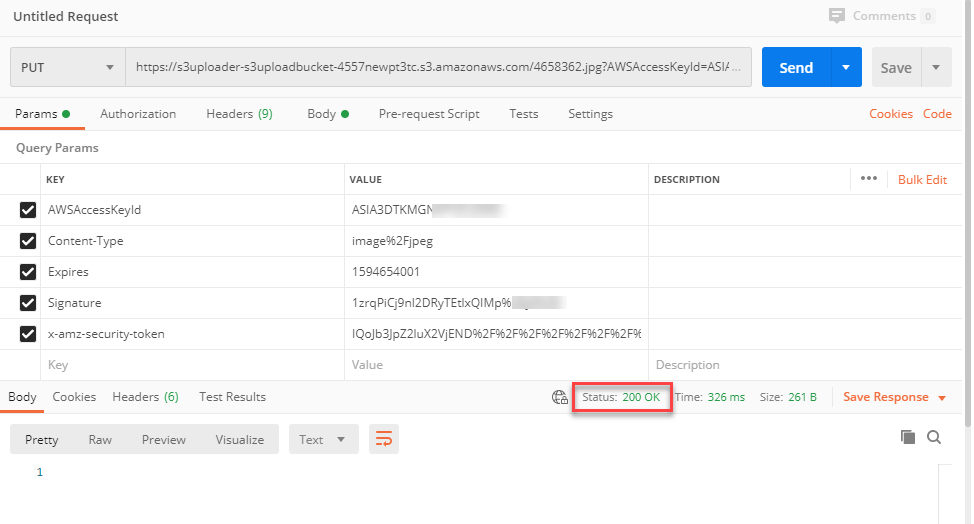 Untitled Request
Comments 0
PUT
https://s3uploader-s3uploadbucket-4557newpt3tc.s3.amazonaws.com/4658362.jpg?AWSAccessKeyId=ASIA...
Send
Save
Params
Authorization
Headers (9)
Body
Pre-request Script
Tests
Settings
Cookies
Code
Query Params
KEY VALUE DESCRIPTION
Bulk Edit
AWSAccessKeyId ASIA3DTKMGN
Content-Type image%2Fjpeg
Expires 1594654001
Signature 1zrqPiCj9nI2DRyTEtIxQIMp%
x-amz-security-token IQoJb3JpZ2luX2VjEND%2F%2F%2F%2F%2F%2F%2F%
Key Value Description
Body Cookies Headers (6) Test Results Status: 200 OK Time: 326 ms Size: 261 B Save Response
Pretty Raw Preview Visualize Text
1